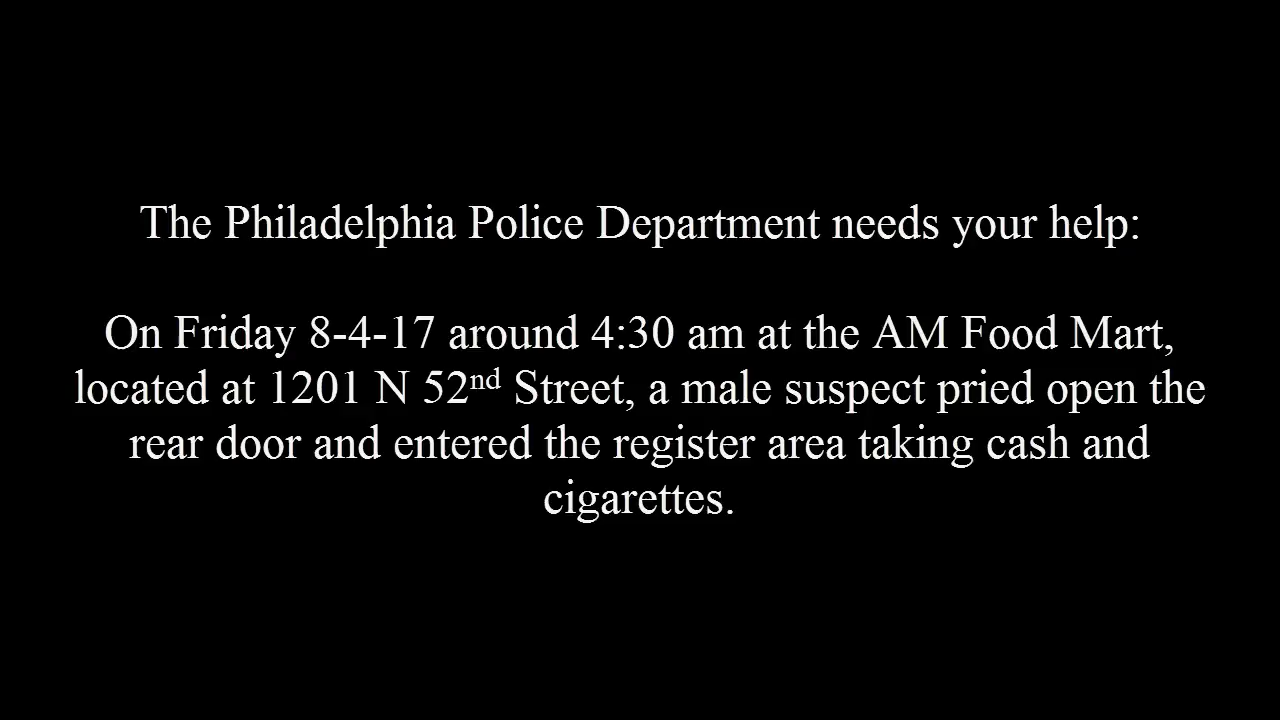 The Philadelphia Police Department needs your help:
On Friday 8-4-17 around 4:30 am at the AM Food Mart,
located at 1201 N 52nd Street, a male suspect pried open the
rear door and entered the register area taking cash and
cigarettes.